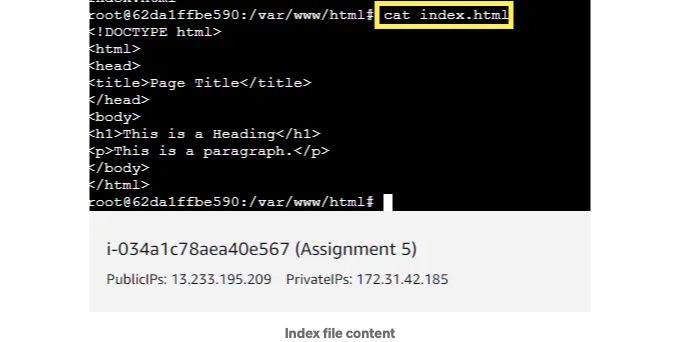 root@62da1ffbe590:/var/www/html# cat index.html
<!DOCTYPE html>
<html>
<head>
<title>Page Title</title>
</head>
<body>
<h1>This is a Heading</h1>
<p>This is a paragraph.</p>
</body>
</html>
root@62da1ffbe590:/var/www/html#
i-034a1c78aea40e567 (Assignment 5)
PublicIPs: 13.233.195.209 PrivateIPs: 172.31.42.185
Index file content